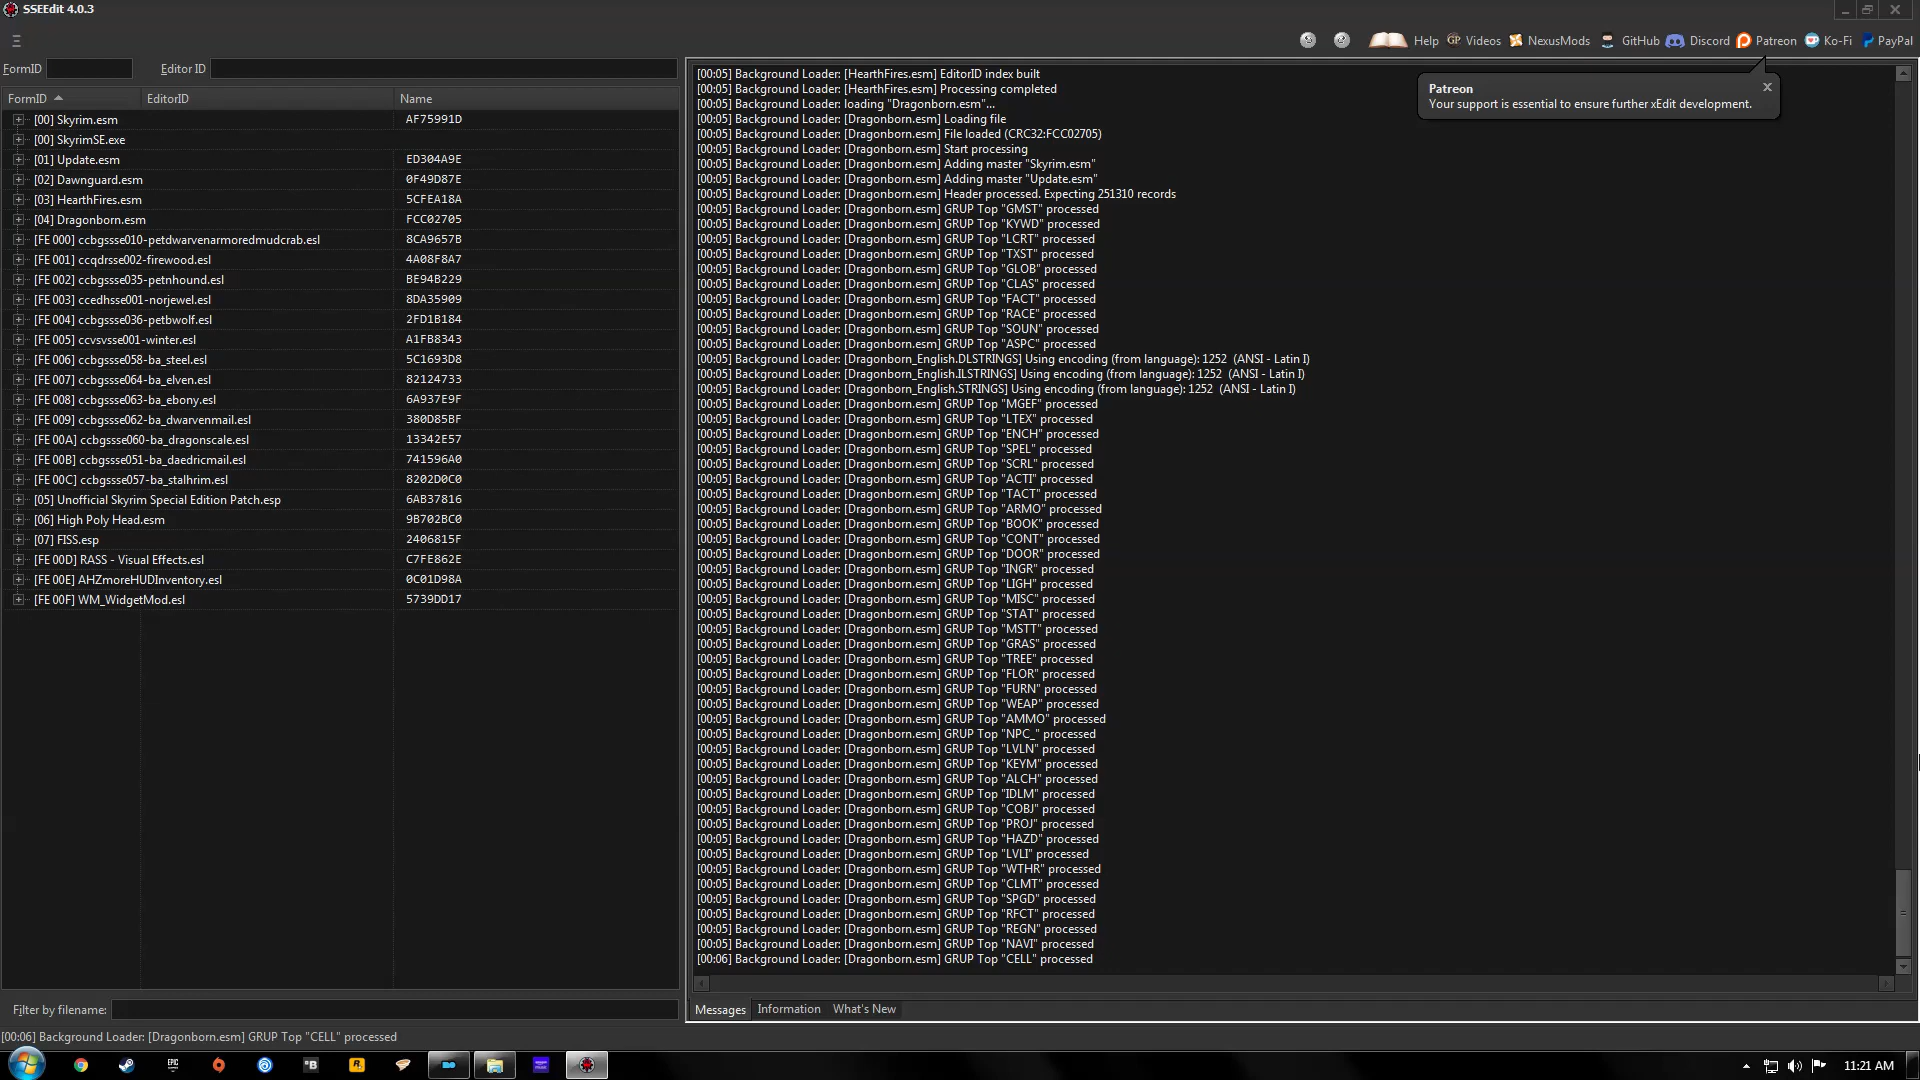 SSEEdit 4.0.3
Help
Videos
NexusMods
GitHub
Discord
Patreon
Ko-Fi
PayPal
FormID
Editor ID
FormID EditorID Name
[00] Skyrim.esm AF75991D
[00] SkyrimSE.exe
[01] Update.esm ED304A9E
[02] Dawnguard.esm 0F49D87E
[03] HearthFires.esm 5CFEA18A
[04] Dragonborn.esm FCC02705
[FE 000] ccbgssse010-petdwarvenarmoredmudcrab.esl 8CA9657B
[FE 001] ccqdrsse002-firewood.esl 4A08F8A7
[FE 002] ccbgssse035-petnhound.esl BE94B229
[FE 003] ccedhsse001-norjewel.esl 8DA35909
[FE 004] ccbgssse036-petbwolf.esl 2FD1B184
[FE 005] ccvsvsse001-winter.esl A1FB8343
[FE 006] ccbgssse058-ba_steel.esl 5C1693D8
[FE 007] ccbgssse064-ba_elven.esl 82124733
[FE 008] ccbgssse063-ba_ebony.esl 6A937E9F
[FE 009] ccbgssse062-ba_dwarvenmail.esl 380D85BF
[FE 00A] ccbgssse060-ba_dragonscale.esl 13342E57
[FE 00B] ccbgssse051-ba_daedricmail.esl 741596A0
[FE 00C] ccbgssse057-ba_stalhrim.esl 8202D0C0
[05] Unofficial Skyrim Special Edition Patch.esp 6AB37816
[06] High Poly Head.esm 9B702BC0
[07] FISS.esp 2406815F
[FE 00D] RASS - Visual Effects.esl C7FE862E
[FE 00E] AHZmoreHUDInventory.esl 0C01D98A
[FE 00F] WM_WidgetMod.esl 5739DD17
Filter by filename:
[00:05] Background Loader: [HearthFires.esm] EditorID index built
[00:05] Background Loader: [HearthFires.esm] Processing completed
[00:05] Background Loader: loading "Dragonborn.esm"...
[00:05] Background Loader: [Dragonborn.esm] Loading file
[00:05] Background Loader: [Dragonborn.esm] File loaded (CRC32:FCC02705)
[00:05] Background Loader: [Dragonborn.esm] Start processing
[00:05] Background Loader: [Dragonborn.esm] Adding master "Skyrim.esm"
[00:05] Background Loader: [Dragonborn.esm] Adding master "Update.esm"
[00:05] Background Loader: [Dragonborn.esm] Header processed. Expecting 251310 records
[00:05] Background Loader: [Dragonborn.esm] GRUP Top "GMST" processed
[00:05] Background Loader: [Dragonborn.esm] GRUP Top "KYWD" processed
[00:05] Background Loader: [Dragonborn.esm] GRUP Top "LCRT" processed
[00:05] Background Loader: [Dragonborn.esm] GRUP Top "TXST" processed
[00:05] Background Loader: [Dragonborn.esm] GRUP Top "GLOB" processed
[00:05] Background Loader: [Dragonborn.esm] GRUP Top "CLAS" processed
[00:05] Background Loader: [Dragonborn.esm] GRUP Top "FACT" processed
[00:05] Background Loader: [Dragonborn.esm] GRUP Top "RACE" processed
[00:05] Background Loader: [Dragonborn.esm] GRUP Top "SOUN" processed
[00:05] Background Loader: [Dragonborn.esm] GRUP Top "ASPC" processed
[00:05] Background Loader: [Dragonborn_English.DLSTRINGS] Using encoding (from language): 1252 (ANSI - Latin I)
[00:05] Background Loader: [Dragonborn_English.ILSTRINGS] Using encoding (from language): 1252 (ANSI - Latin I)
[00:05] Background Loader: [Dragonborn_English.STRINGS] Using encoding (from language): 1252 (ANSI - Latin I)
[00:05] Background Loader: [Dragonborn.esm] GRUP Top "MGEF" processed
[00:05] Background Loader: [Dragonborn.esm] GRUP Top "LTEX" processed
[00:05] Background Loader: [Dragonborn.esm] GRUP Top "ENCH" processed
[00:05] Background Loader: [Dragonborn.esm] GRUP Top "SPEL" processed
[00:05] Background Loader: [Dragonborn.esm] GRUP Top "SCRL" processed
[00:05] Background Loader: [Dragonborn.esm] GRUP Top "ACTI" processed
[00:05] Background Loader: [Dragonborn.esm] GRUP Top "TACT" processed
[00:05] Background Loader: [Dragonborn.esm] GRUP Top "ARMO" processed
[00:05] Background Loader: [Dragonborn.esm] GRUP Top "BOOK" processed
[00:05] Background Loader: [Dragonborn.esm] GRUP Top "CONT" processed
[00:05] Background Loader: [Dragonborn.esm] GRUP Top "DOOR" processed
[00:05] Background Loader: [Dragonborn.esm] GRUP Top "INGR" processed
[00:05] Background Loader: [Dragonborn.esm] GRUP Top "LIGH" processed
[00:05] Background Loader: [Dragonborn.esm] GRUP Top "MISC" processed
[00:05] Background Loader: [Dragonborn.esm] GRUP Top "STAT" processed
[00:05] Background Loader: [Dragonborn.esm] GRUP Top "MSTT" processed
[00:05] Background Loader: [Dragonborn.esm] GRUP Top "GRAS" processed
[00:05] Background Loader: [Dragonborn.esm] GRUP Top "TREE" processed
[00:05] Background Loader: [Dragonborn.esm] GRUP Top "FLOR" processed
[00:05] Background Loader: [Dragonborn.esm] GRUP Top "FURN" processed
[00:05] Background Loader: [Dragonborn.esm] GRUP Top "WEAP" processed
[00:05] Background Loader: [Dragonborn.esm] GRUP Top "AMMO" processed
[00:05] Background Loader: [Dragonborn.esm] GRUP Top "NPC_" processed
[00:05] Background Loader: [Dragonborn.esm] GRUP Top "LVLN" processed
[00:05] Background Loader: [Dragonborn.esm] GRUP Top "KEYM" processed
[00:05] Background Loader: [Dragonborn.esm] GRUP Top "ALCH" processed
[00:05] Background Loader: [Dragonborn.esm] GRUP Top "IDLM" processed
[00:05] Background Loader: [Dragonborn.esm] GRUP Top "COBJ" processed
[00:05] Background Loader: [Dragonborn.esm] GRUP Top "PROJ" processed
[00:05] Background Loader: [Dragonborn.esm] GRUP Top "HAZD" processed
[00:05] Background Loader: [Dragonborn.esm] GRUP Top "LVLI" processed
[00:05] Background Loader: [Dragonborn.esm] GRUP Top "WTHR" processed
[00:05] Background Loader: [Dragonborn.esm] GRUP Top "CLMT" processed
[00:05] Background Loader: [Dragonborn.esm] GRUP Top "SPGD" processed
[00:05] Background Loader: [Dragonborn.esm] GRUP Top "RFCT" processed
[00:05] Background Loader: [Dragonborn.esm] GRUP Top "REGN" processed
[00:05] Background Loader: [Dragonborn.esm] GRUP Top "NAVI" processed
[00:06] Background Loader: [Dragonborn.esm] GRUP Top "CELL" processed
Patreon
Your support is essential to ensure further xEdit development.
Messages Information What's New
[00:06] Background Loader: [Dragonborn.esm] GRUP Top "CELL" processed
EPIC
11:21 AM